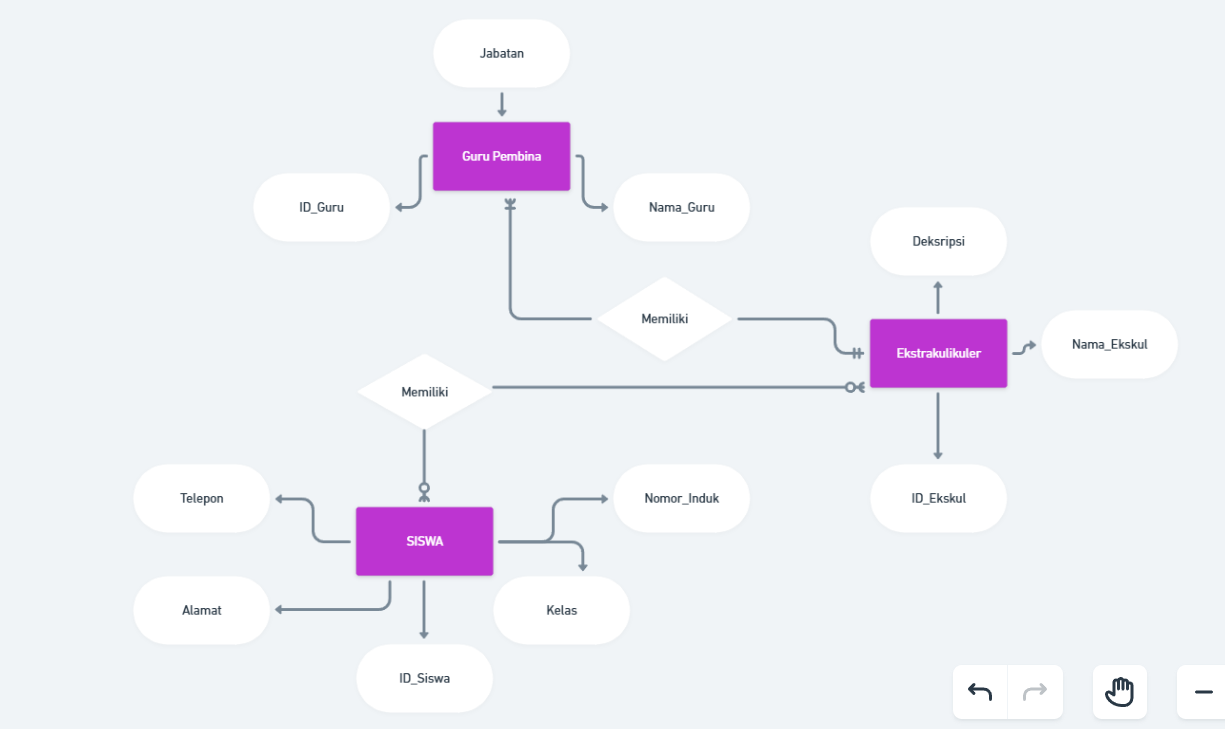 Jabatan
Guru Pembina
ID_Guru
Nama_Guru
Deksripsi
Memiliki
Nama_Ekskul
Ekstrakulikuler
Memiliki
Telepon
Nomor_Induk
ID_Ekskul
SISWA
Alamat
Kelas
ID_Siswa